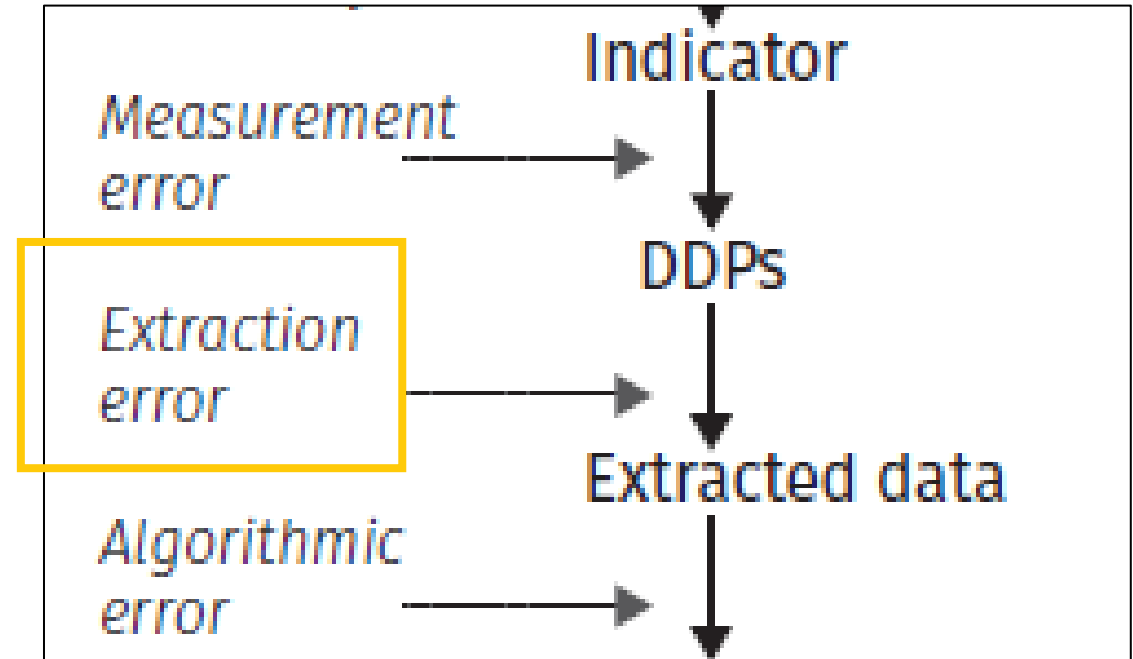 Indicator
Measurement
error
DDPs
Extraction
error
Extracted data
Algorithmic
error